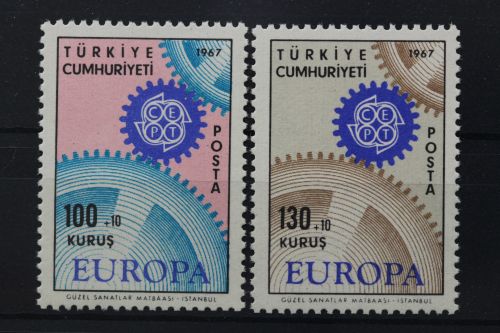 TÜRKİYE 1967
CUMHURİYETİ
CEPT
POSTA
100+10
KURUŞ
EUROPA
GÜZEL SANATLAR MATBAASI - İSTANBUL
TÜRKİYE 1967
CUMHURİYETİ
CEPT
POSTA
130+10
KURUŞ
EUROPA
GÜZEL SANATLAR MATBAASI - İSTANBUL